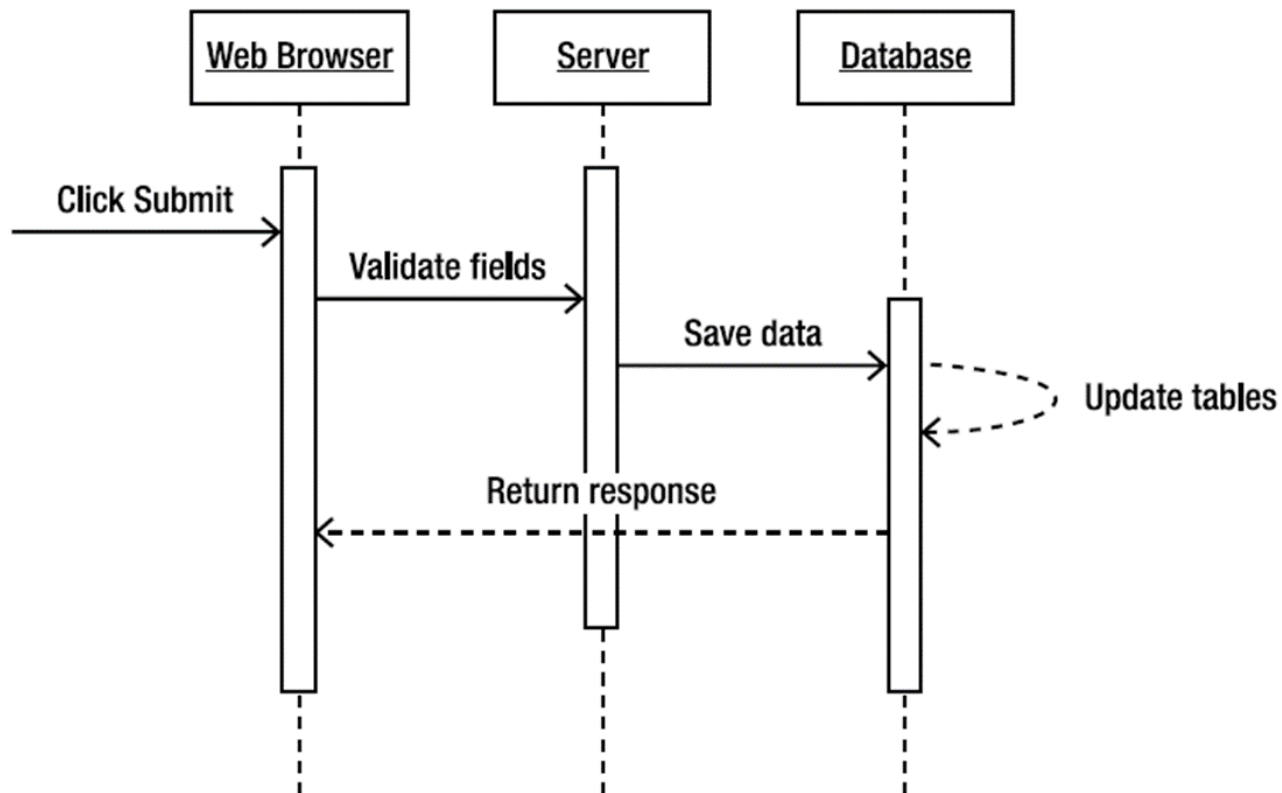 Web Browser
Server
Database
Click Submit
Validate fields
Save data
Update tables
Return response